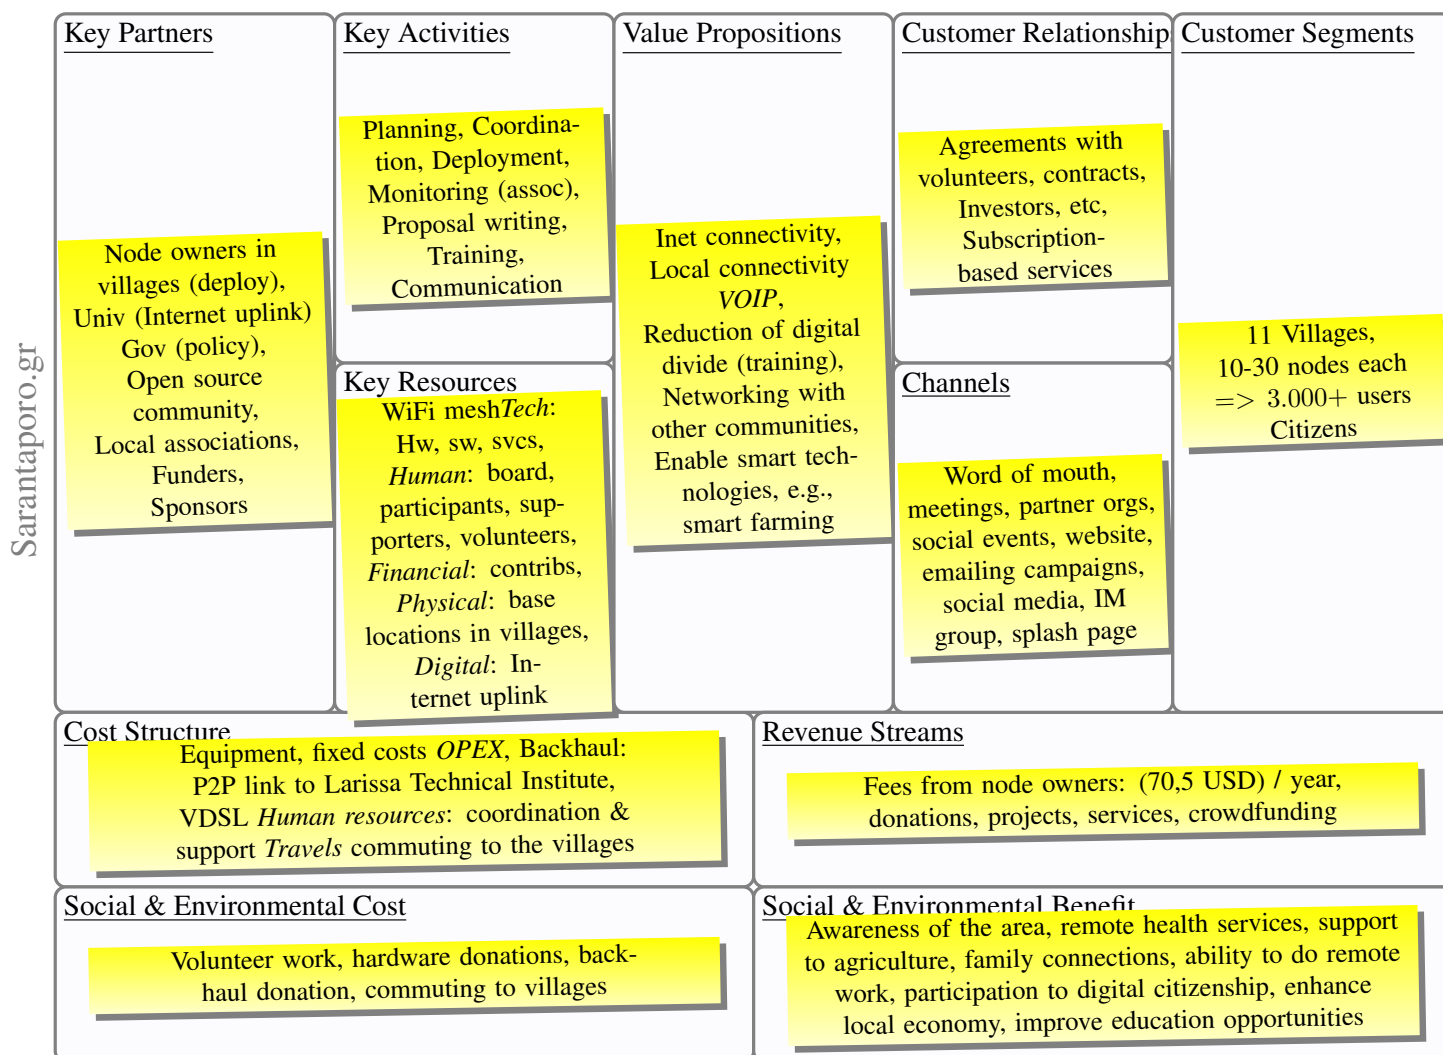 Sarantaporo.gr
Key Partners
Node owners in
villages (deploy),
Univ (Internet uplink)
Gov (policy),
Open source
community,
Local associations,
Funders,
Sponsors
Key Activities
Planning, Coordina-
tion, Deployment,
Monitoring (assoc),
Proposal writing,
Training,
Communication
Key Resources
WiFi meshTech:
Hw, sw, svcs,
Human: board,
participants, sup-
porters, volunteers,
Financial: contribs,
Physical: base
locations in villages,
Digital: In-
ternet uplink
Value Propositions
Inet connectivity,
Local connectivity
VOIP,
Reduction of digital
divide (training),
Networking with
other communities,
Enable smart tech-
nologies, e.g.,
smart farming
Customer Relationship
Agreements with
volunteers, contracts,
Investors, etc,
Subscription-
based services
Channels
Word of mouth,
meetings, partner orgs,
social events, website,
emailing campaigns,
social media, IM
group, splash page
Customer Segments
11 Villages,
10-30 nodes each
=> 3.000+ users
Citizens
Cost Structure
Equipment, fixed costs OPEX, Backhaul:
P2P link to Larissa Technical Institute,
VDSL Human resources: coordination &
support Travels commuting to the villages
Revenue Streams
Fees from node owners: (70,5 USD) / year,
donations, projects, services, crowdfunding
Social & Environmental Cost
Volunteer work, hardware donations, back-
haul donation, commuting to villages
Social & Environmental Benefit
Awareness of the area, remote health services, support
to agriculture, family connections, ability to do remote
work, participation to digital citizenship, enhance
local economy, improve education opportunities